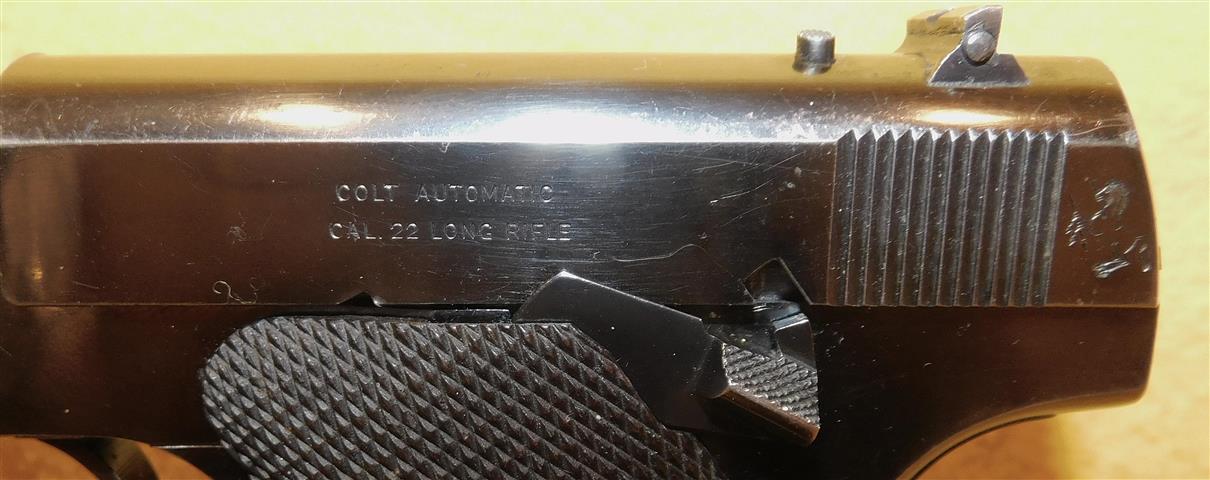 COLT AUTOMATIC
CAL. 22 LONG RIFLE